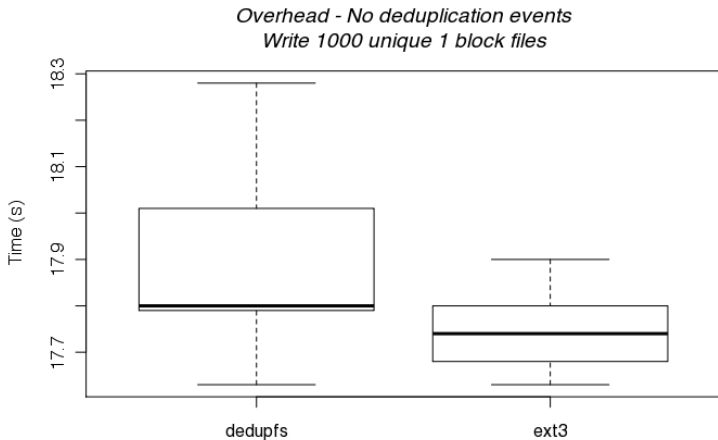 Overhead - No deduplication events
Write 1000 unique 1 block files
18.3
18.1
17.9
17.7
Time (s)
dedupfs
ext3